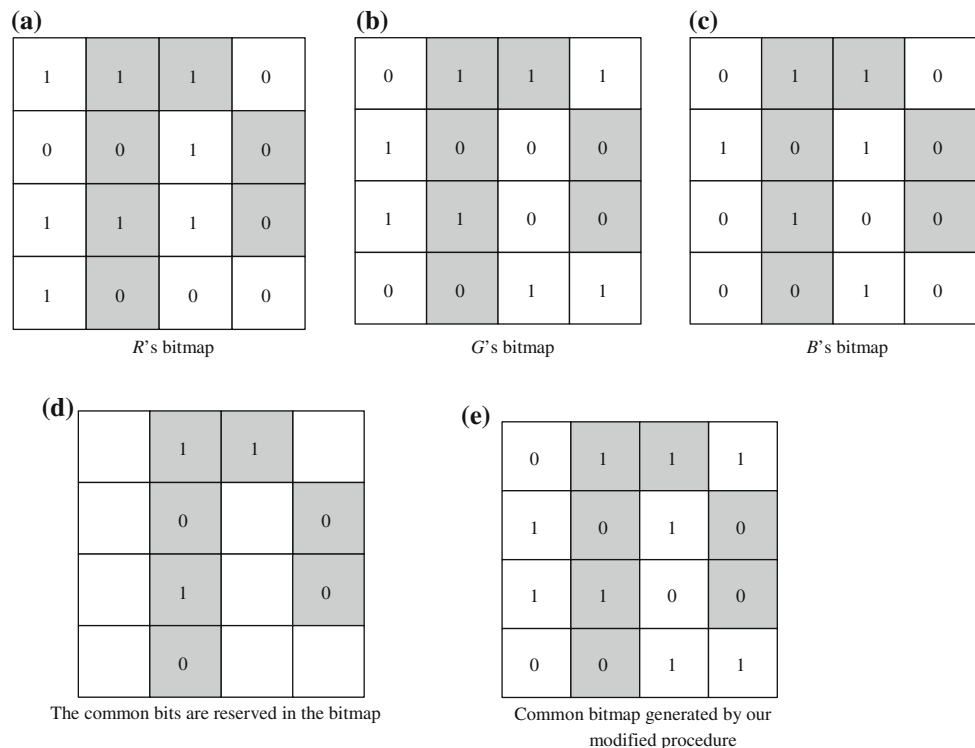 (a) (b) (c)
1 1 1 0 0 1 1 1 0 1 1 0
0 0 1 0 1 0 0 0 1 0 1 0
1 1 1 0 1 1 0 0 0 1 0 0
1 0 0 0 0 0 1 1 0 0 1 0
R's bitmap G's bitmap B's bitmap
(d)
1 1
0 0
1 0
0
The common bits are reserved in the bitmap
(e)
0 1 1 1
1 0 1 0
1 1 0 0
0 0 1 1
Common bitmap generated by our
modified procedure